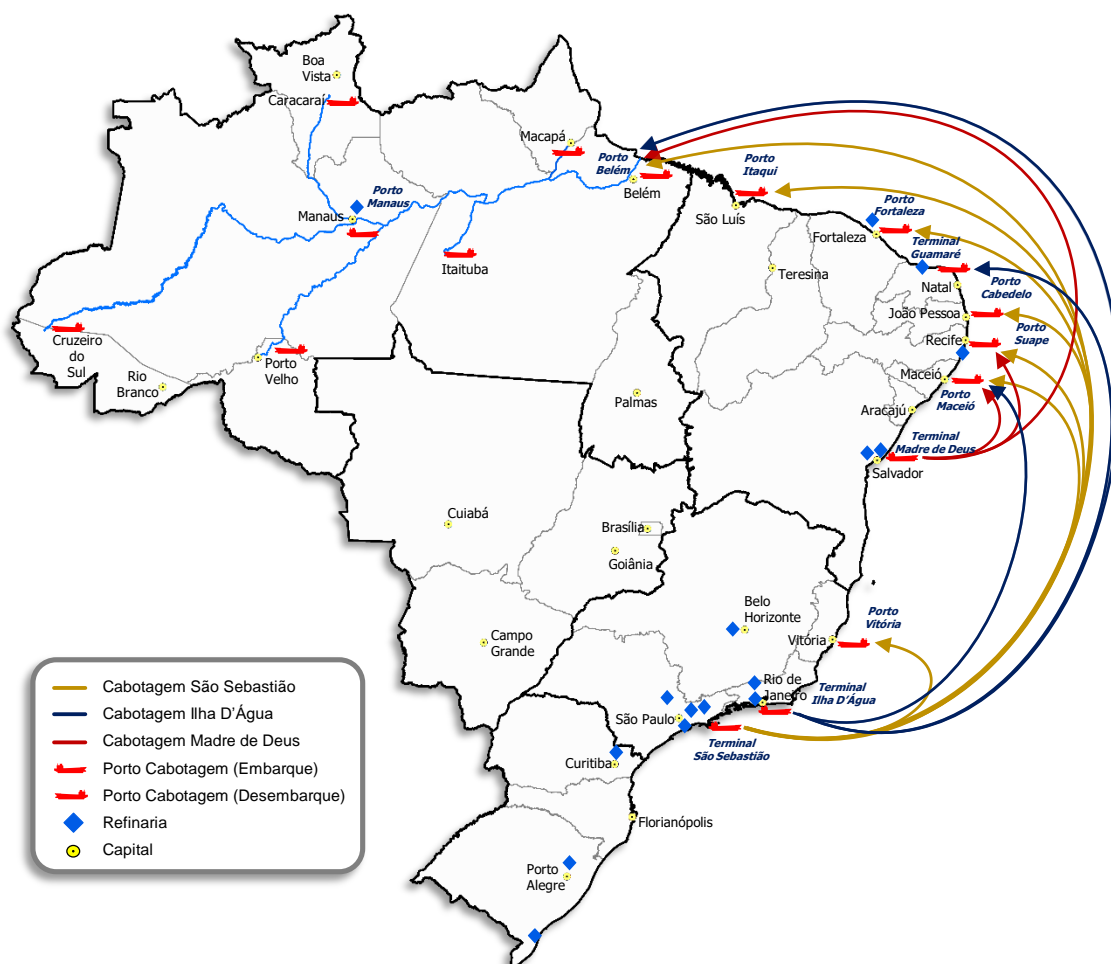 Boa
Vista
Caracaraí
Macapá
Porto
Belém
Belém
Porto
Itaqui
São Luís
Porto
Manaus
Manaus
Itaituba
Porto
Fortaleza
Fortaleza
Terminal
Guamaré
Teresina
Natal
Porto
Cabedelo
João Pessoa
Porto
Suape
Recife
Cruzeiro
do
Sul
Rio
Branco
Porto
Velho
Palmas
Maceió
Porto
Maceió
Aracajú
Terminal
Madre de Deus
Salvador
Cuiabá
Brasília
Goiânia
Belo
Horizonte
Porto
Vitória
Vitória
Campo
Grande
Rio de
Janeiro
Terminal
Ilha D'Água
São Paulo
Terminal
São Sebastião
Curitiba
Florianópolis
Porto
Alegre
Cabotagem São Sebastião
Cabotagem Ilha D'Água
Cabotagem Madre de Deus
Porto Cabotagem (Embarque)
Porto Cabotagem (Desembarque)
Refinaria
Capital